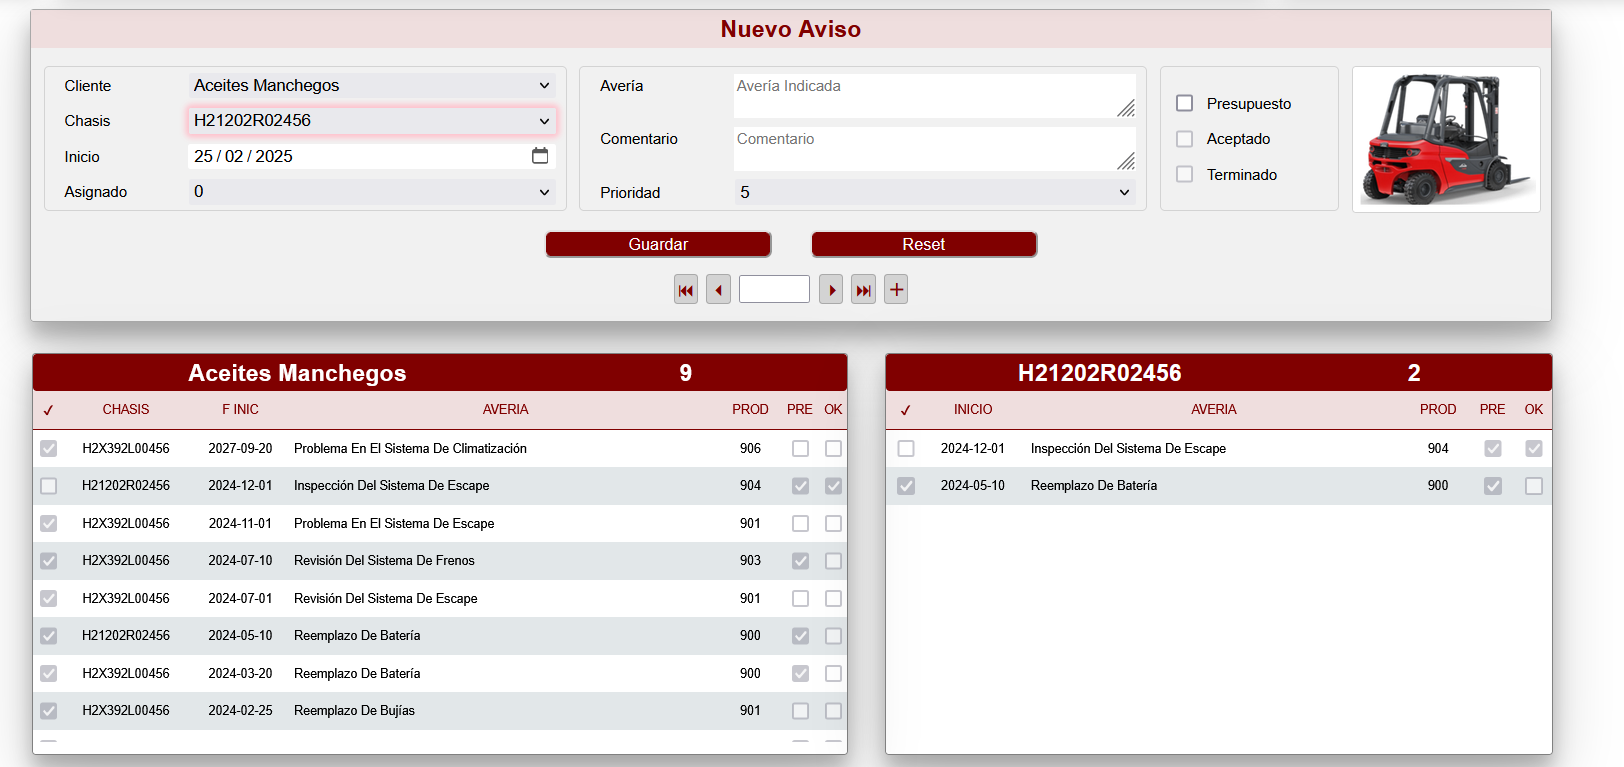 Nuevo Aviso
Cliente Aceites Manchegos
Chasis H21202R02456
Inicio 25 / 02 / 2025
Asignado 0
Avería Avería Indicada
Comentario Comentario
Prioridad 5
Presupuesto
Aceptado
Terminado
Guardar Reset
Aceites Manchegos 9
CHASIS F INIC AVERIA PROD PRE OK
H2X392L00456 2027-09-20 Problema En El Sistema De Climatización 906
H21202R02456 2024-12-01 Inspección Del Sistema De Escape 904
H2X392L00456 2024-11-01 Problema En El Sistema De Escape 901
H2X392L00456 2024-07-10 Revisión Del Sistema De Frenos 903
H2X392L00456 2024-07-01 Revisión Del Sistema De Escape 901
H21202R02456 2024-05-10 Reemplazo De Batería 900
H2X392L00456 2024-03-20 Reemplazo De Batería 900
H2X392L00456 2024-02-25 Reemplazo De Bujías 901
H21202R02456 2
INICIO AVERIA PROD PRE OK
2024-12-01 Inspección Del Sistema De Escape 904
2024-05-10 Reemplazo De Batería 900